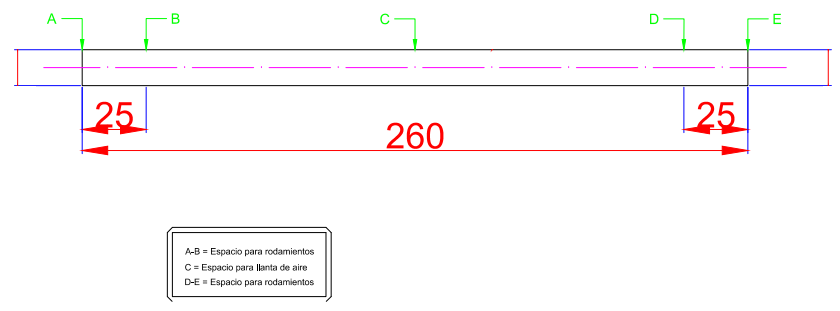 A B C D E
25 25
260
A-B = Espacio para rodamientos
C = Espacio para llanta de aire
D-E = Espacio para rodamientos